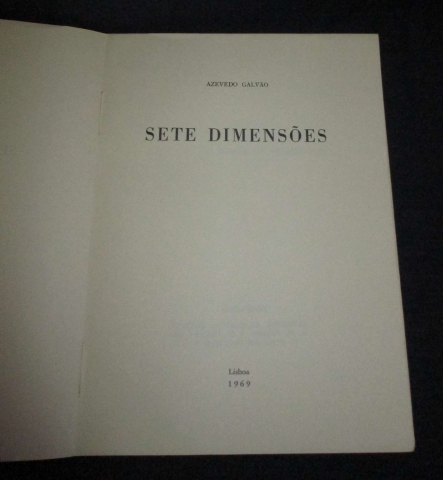 AZEVEDO GALVÃO
SETE DIMENSÕES
Lisboa
1969